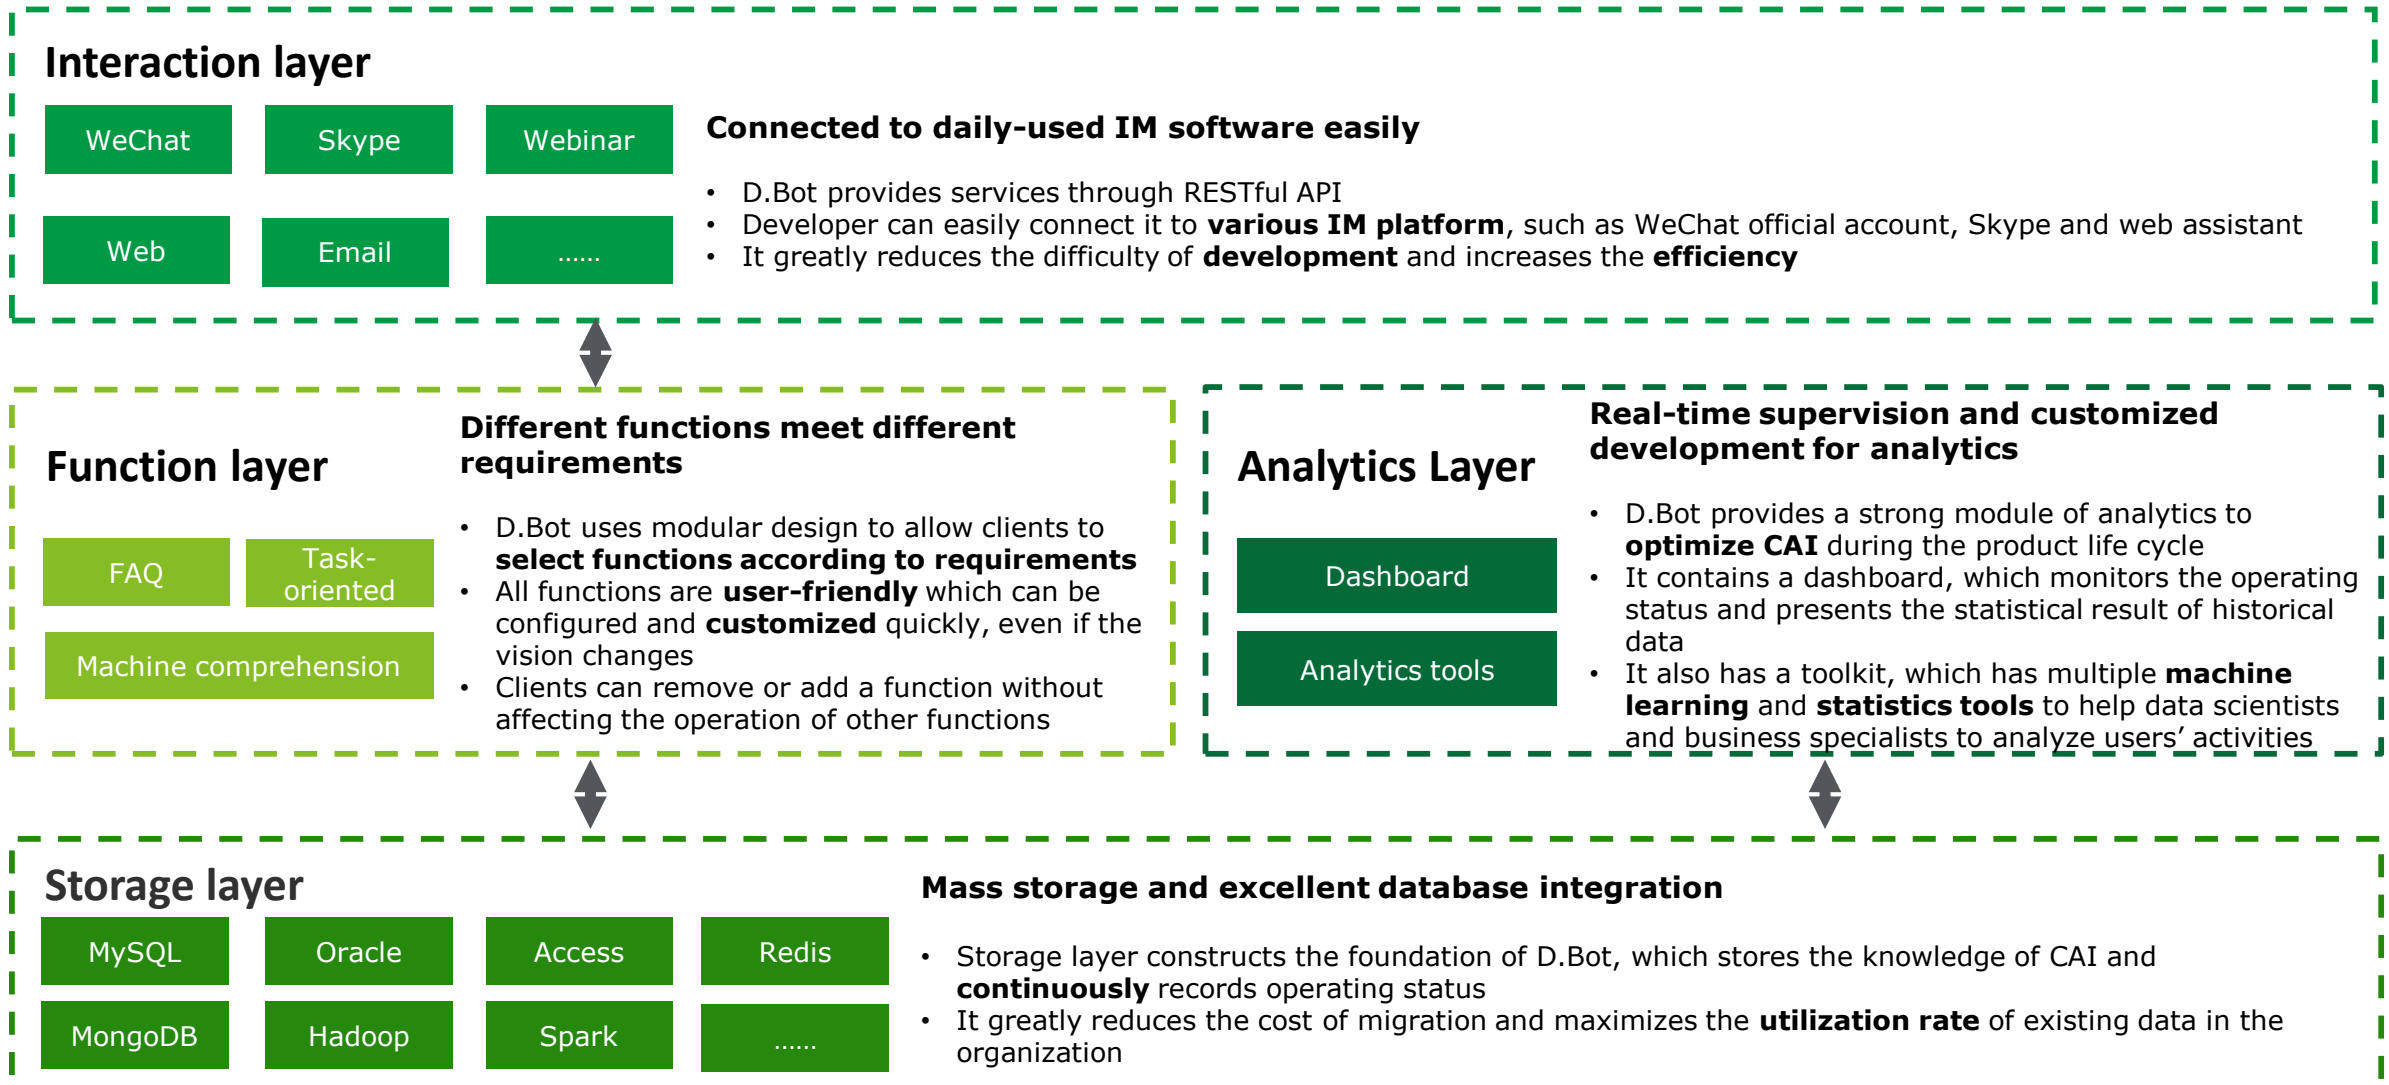 Interaction layer
WeChat
Skype
Webinar
Web
Email
......
Connected to daily-used IM software easily
• D.Bot provides services through RESTful API
• Developer can easily connect it to various IM platform, such as WeChat official account, Skype and web assistant
• It greatly reduces the difficulty of development and increases the efficiency
Function layer
FAQ
Task-
oriented
Machine comprehension
Different functions meet different
requirements
• D.Bot uses modular design to allow clients to
select functions according to requirements
• All functions are user-friendly which can be
configured and customized quickly, even if the
vision changes
• Clients can remove or add a function without
affecting the operation of other functions
Analytics Layer
Dashboard
Analytics tools
Real-time supervision and customized
development for analytics
• D.Bot provides a strong module of analytics to
optimize CAI during the product life cycle
• It contains a dashboard, which monitors the operating
status and presents the statistical result of historical
data
• It also has a toolkit, which has multiple machine
learning and statistics tools to help data scientists
and business specialists to analyze users’ activities
Storage layer
MySQL
Oracle
Access
Redis
MongoDB
Hadoop
Spark
......
Mass storage and excellent database integration
• Storage layer constructs the foundation of D.Bot, which stores the knowledge of CAI and
continuously records operating status
• It greatly reduces the cost of migration and maximizes the utilization rate of existing data in the
organization